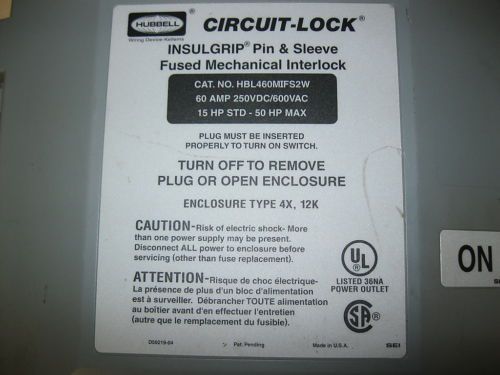 HUBBELL
Wiring Device-Kellems
CIRCUIT-LOCK®
INSULGRIP® Pin & Sleeve
Fused Mechanical Interlock
CAT. NO. HBL460MIFS2W
60 AMP 250VDC/600VAC
15 HP STD - 50 HP MAX
PLUG MUST BE INSERTED
PROPERLY TO TURN ON SWITCH.
TURN OFF TO REMOVE
PLUG OR OPEN ENCLOSURE
ENCLOSURE TYPE 4X, 12K
CAUTION-Risk of electric shock- More
than one power supply may be present.
Disconnect ALL power to enclosure before
servicing (other than fuse replacement).
ATTENTION-Risque de choc électrique-
La présence de plus d'un bloc d'alimentation
est à surveiller. Débrancher TOUTE alimentation
au boîtier avant d'en effectuer l'entretien
(autre que le remplacement du fusible).
UL
LISTED 36NA
POWER OUTLET
SA
Pat. Pending
Made in U.S.A.
SEI
ON